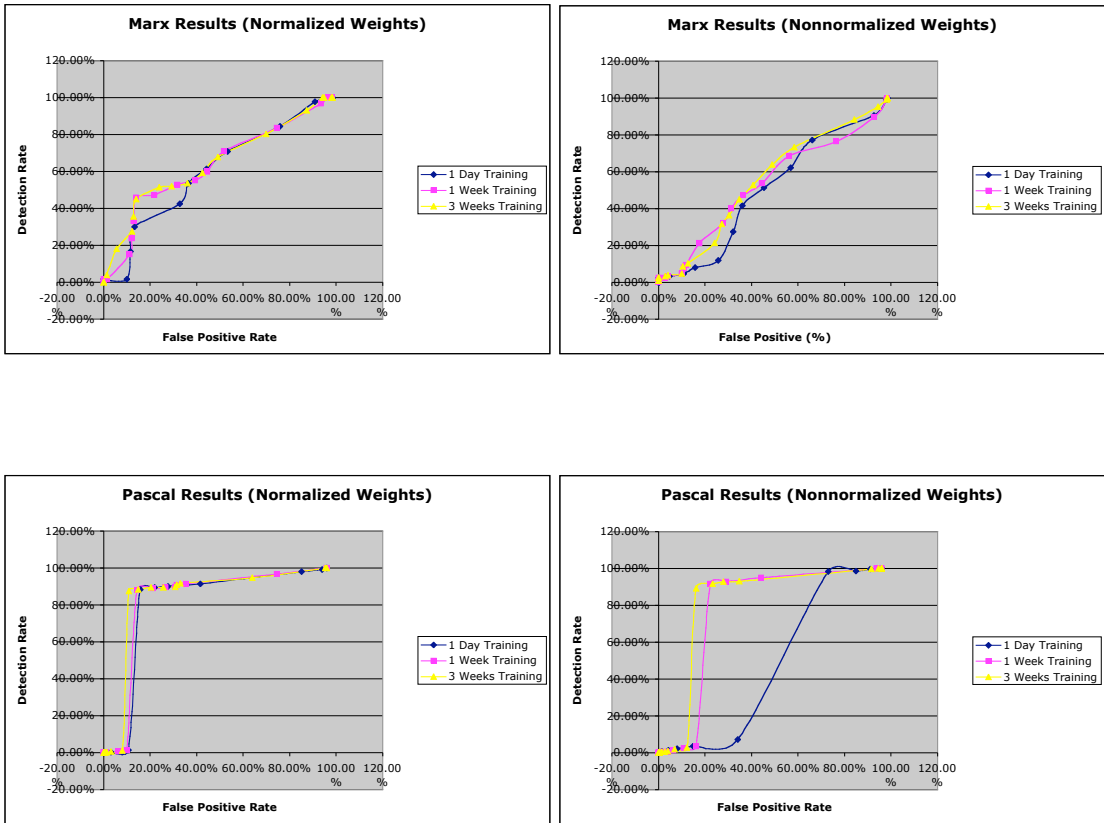 Marx Results (Normalized Weights)
120.00%
100.00%
80.00%
60.00%
40.00%
20.00%
0.00%
-20.00%
-20.00%
0.00%
20.00%
40.00%
60.00%
80.00%
100.00%
120.00%
Detection Rate
False Positive Rate
1 Day Training
1 Week Training
3 Weeks Training
Marx Results (Nonnormalized Weights)
120.00%
100.00%
80.00%
60.00%
40.00%
20.00%
0.00%
-20.00%
-20.00%
0.00%
20.00%
40.00%
60.00%
80.00%
100.00%
120.00%
Detection Rate
False Positive (%)
1 Day Training
1 Week Training
3 Weeks Training
Pascal Results (Normalized Weights)
120.00%
100.00%
80.00%
60.00%
40.00%
20.00%
0.00%
-20.00%
-20.00%
0.00%
20.00%
40.00%
60.00%
80.00%
100.00%
120.00%
Detection Rate
False Positive Rate
1 Day Training
1 Week Training
3 Weeks Training
Pascal Results (Nonnormalized Weights)
120.00%
100.00%
80.00%
60.00%
40.00%
20.00%
0.00%
-20.00%
-20.00%
0.00%
20.00%
40.00%
60.00%
80.00%
100.00%
120.00%
Detection Rate
False Positive Rate
1 Day Training
1 Week Training
3 Weeks Training